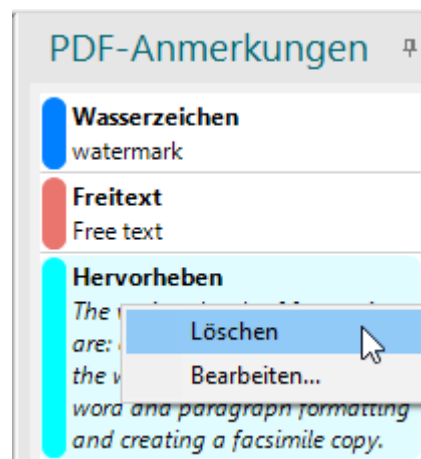 PDF-Anmerkungen
Wasserzeichen
watermark
Freitext
Free text
Hervorheben
The
Löschen
are:
Bearbeiten...
the
word and paragraph formatting
and creating a facsimile copy.